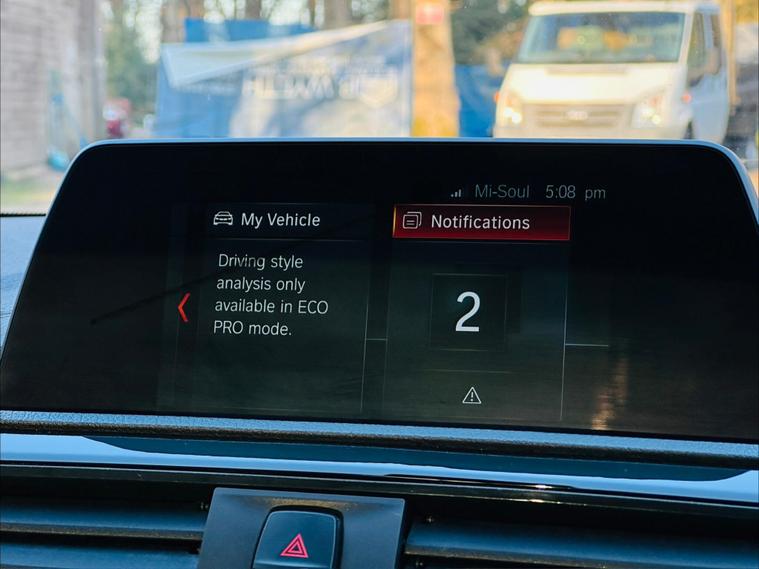 Mi-Soul 5:08 pm
My Vehicle
Notifications
Driving style
analysis only
available in ECO
PRO mode.
2